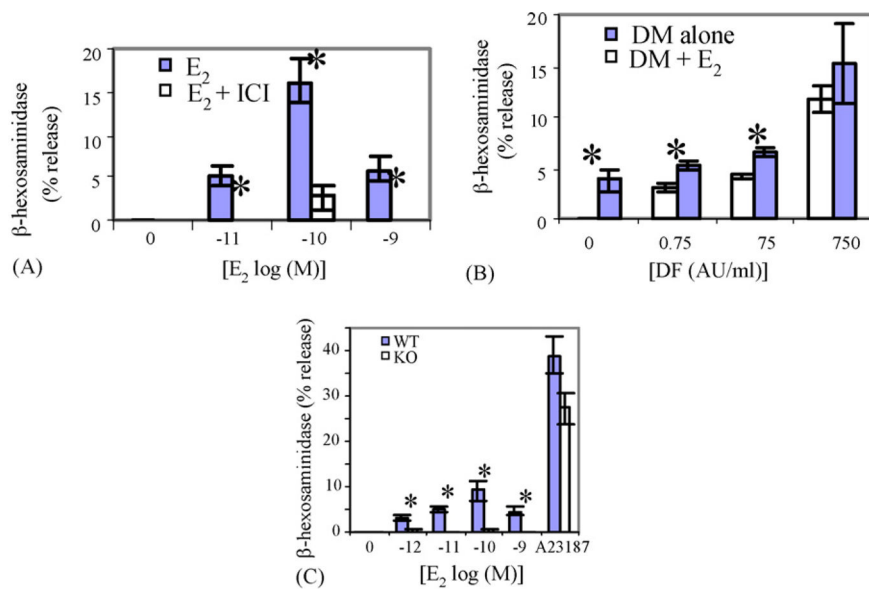 20
15
10
5
0
β-hexosaminidase
(% release)
E2
E2 + ICI
*
*
*
0 -11 -10 -9
[E2 log (M)]
(A)
20
15
10
5
0
β-hexosaminidase
(% release)
DM alone
DM + E2
* * *
0 0.75 75 750
[DF (AU/ml)]
(B)
40
30
20
10
0
β-hexosaminidase (% release)
WT
KO
* * * *
0 -12 -11 -10 -9 A23187
[E2 log (M)]
(C)